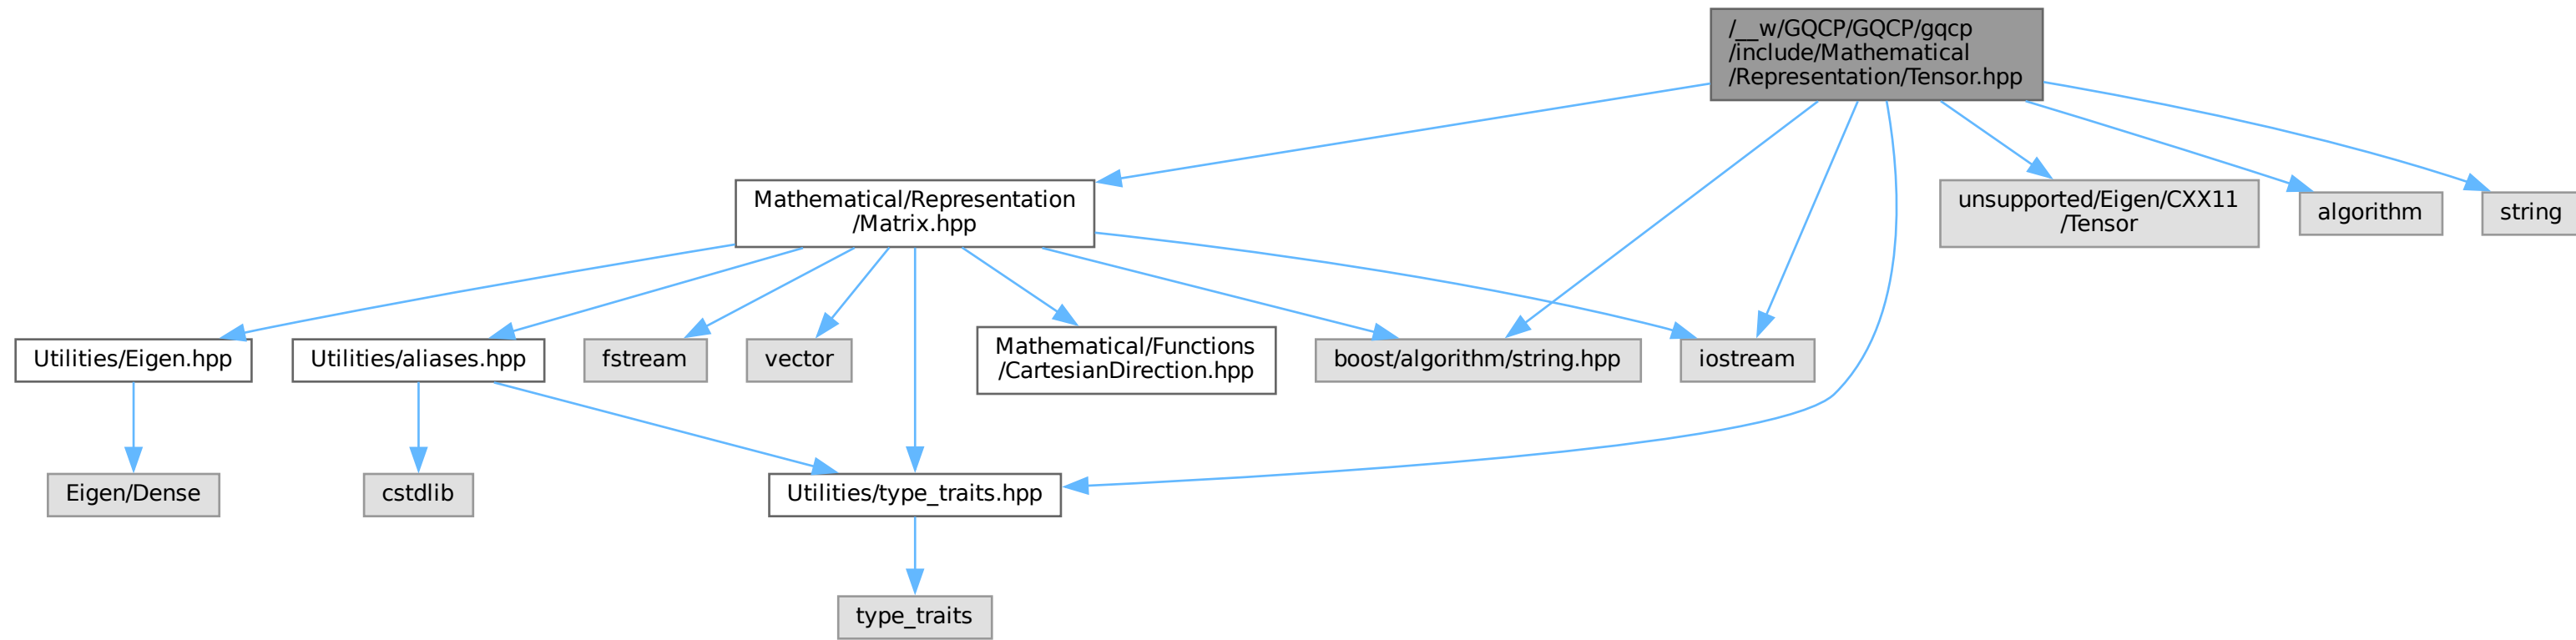 /__w/GQCP/GQCP/gqcp
/include/Mathematical
/Representation/Tensor.hpp
Mathematical/Representation
/Matrix.hpp
unsupported/Eigen/CXX11
/Tensor
algorithm
string
Utilities/Eigen.hpp
Utilities/aliases.hpp
fstream
vector
Mathematical/Functions
/CartesianDirection.hpp
boost/algorithm/string.hpp
iostream
Eigen/Dense
cstdlib
Utilities/type_traits.hpp
type_traits